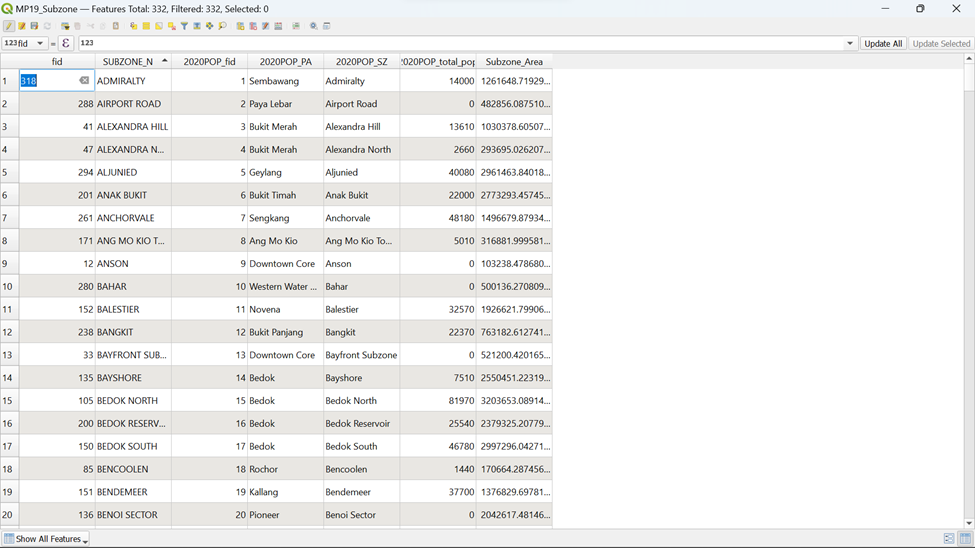 MP19_Subzone — Features Total: 332, Filtered: 332, Selected: 0
123 fid = ε 123 Update All Update Selected
fid SUBZONE_N 2020POP_fid 2020POP_PA 2020POP_SZ 2020POP_total_pop Subzone_Area
1 318 ADMIRALTY 1 Sembawang Admiralty 14000 1261648.71929...
2 288 AIRPORT ROAD 2 Paya Lebar Airport Road 0 482856.087510...
3 41 ALEXANDRA HILL 3 Bukit Merah Alexandra Hill 13610 1030378.60507...
4 47 ALEXANDRA N... 4 Bukit Merah Alexandra North 2660 293695.026207...
5 294 ALJUNIED 5 Geylang Aljunied 40080 2961463.84018...
6 201 ANAK BUKIT 6 Bukit Timah Anak Bukit 22000 2773293.45745...
7 261 ANCHORVALE 7 Sengkang Anchorvale 48180 1496679.87934...
8 171 ANG MO KIO T... 8 Ang Mo Kio Ang Mo Kio To... 5010 316881.999581...
9 12 ANSON 9 Downtown Core Anson 0 103238.478680...
10 280 BAHAR 10 Western Water ... Bahar 0 500136.270809...
11 152 BALESTIER 11 Novena Balestier 32570 1926621.79906...
12 238 BANGKIT 12 Bukit Panjang Bangkit 22370 763182.612741...
13 33 BAYFRONT SUB... 13 Downtown Core Bayfront Subzone 0 521200.420165...
14 135 BAYSHORE 14 Bedok Bayshore 7510 2550451.22319...
15 105 BEDOK NORTH 15 Bedok Bedok North 81970 3203653.08914...
16 200 BEDOK RESERV... 16 Bedok Bedok Reservoir 25540 2379325.20779...
17 150 BEDOK SOUTH 17 Bedok Bedok South 46780 2997296.04271...
18 85 BENCOOLEN 18 Rochor Bencoolen 1440 170664.287456...
19 151 BENDEMEER 19 Kallang Bendemeer 37700 1376829.69781...
20 136 BENOI SECTOR 20 Pioneer Benoi Sector 0 2042617.48146...
Show All Features